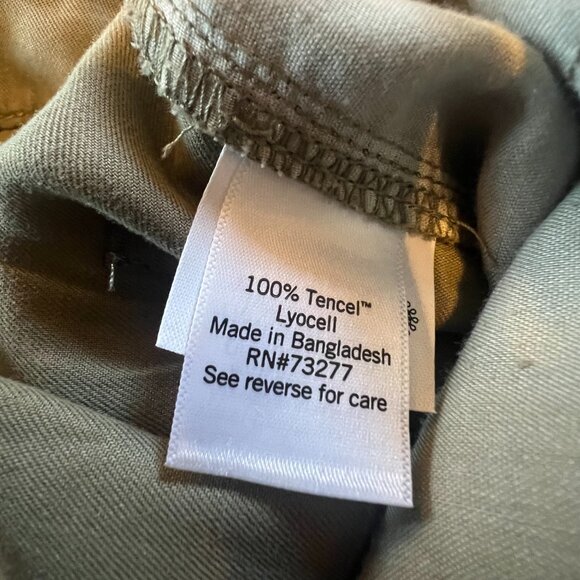 100% Tencel™
Lyocell
Made in Bangladesh
RN#73277
See reverse for care